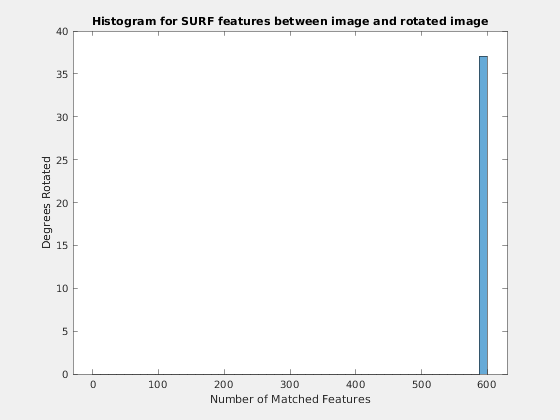 Histogram for SURF features between image and rotated image
40
35
30
25
20
15
10
5
0
Degrees Rotated
0 100 200 300 400 500 600
Number of Matched Features